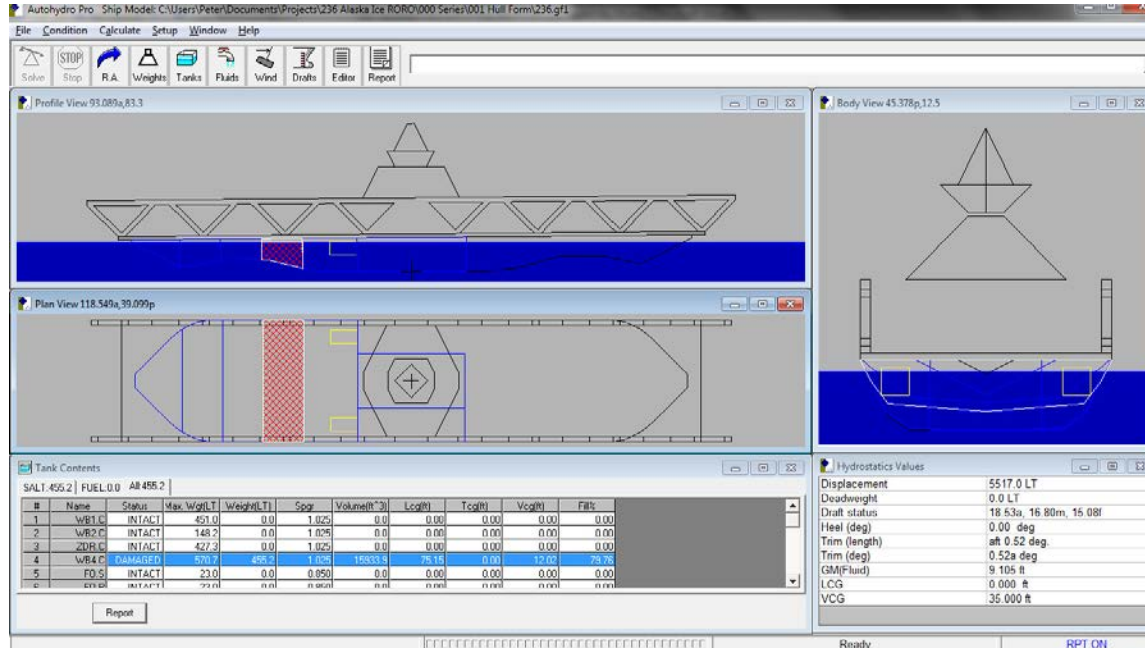 Autohydro Pro Ship Model: C:\Users\Peter\Documents\Projects\236 Alaska Ice RORO\000 Series\001 Hull Form\236.gf1
File Condition Calculate Setup Window Help
Solve Stop R.A. Weights Tanks Fluids Wind Drafts Editor Report
STOP
Profile View 93.089a,83.3
Body View 45.378p,12.5
Plan View 118.549a,39.099p
Tank Contents
SALT:455.2 FUEL:0.0 All:455.2
# Name Status Max. Wgt(LT Weight(LT) Spgr Volume(ft^3) Lcg(ft) Tcg(ft) Vcg(ft) Fill%
1 WB1.C INTACT 451.0 0.0 1.025 0.0 0.00 0.00 0.00 0.00
2 WB2.C INTACT 148.2 0.0 1.025 0.0 0.00 0.00 0.00 0.00
3 ZDR.C INTACT 427.3 0.0 1.025 0.0 0.00 0.00 0.00 0.00
4 WB4.C DAMAGED 570.7 455.2 1.025 15933.9 75.15 0.00 12.02 79.76
5 FO.S INTACT 23.0 0.0 0.850 0.0 0.00 0.00 0.00 0.00
Report
Hydrostatics Values
Displacement 5517.0 LT
Deadweight 0.0 LT
Draft status 18.53a, 16.80m, 15.08f
Heel (deg) 0.00 deg
Trim (length) aft 0.52 deg.
Trim (deg) 0.52a deg
GM(Fluid) 9.105 ft
LCG 0.000 ft
VCG 35.000 ft
Ready RPT ON